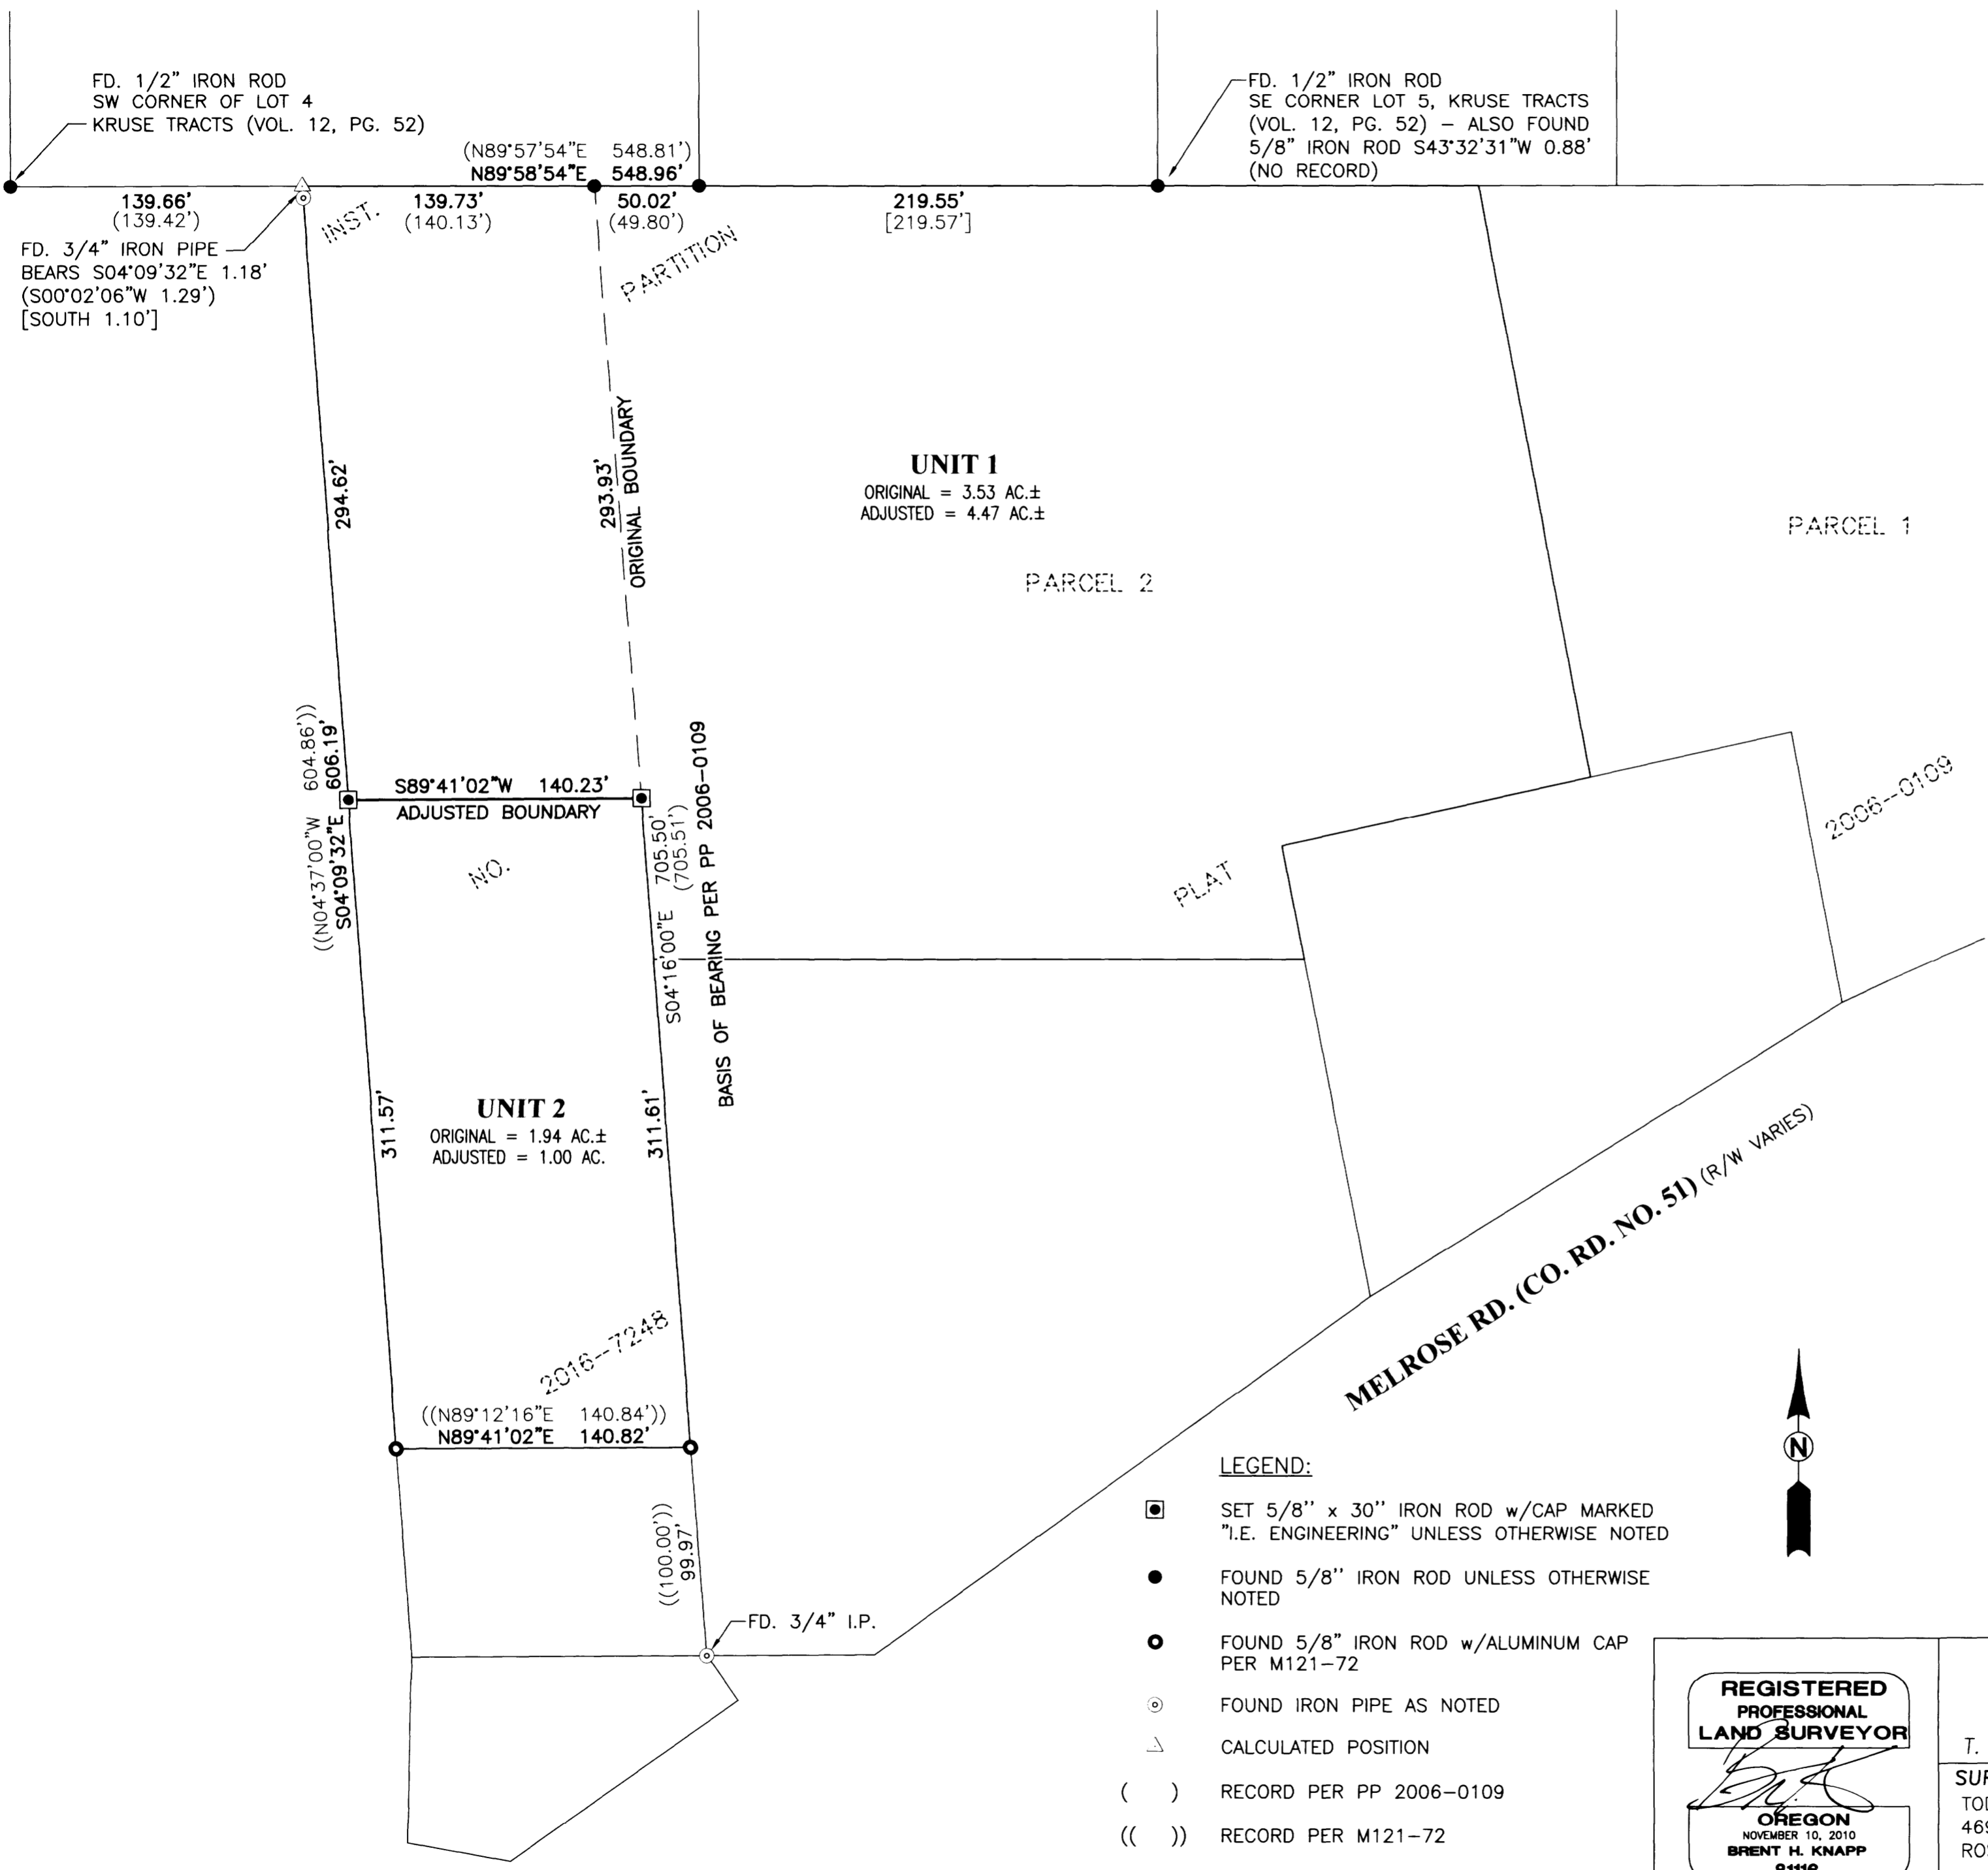 FD. 1/2" IRON ROD
SW CORNER OF LOT 4
KRUSE TRACTS (VOL. 12, PG. 52)
FD. 1/2" IRON ROD
SE CORNER LOT 5, KRUSE TRACTS
(VOL. 12, PG. 52) – ALSO FOUND
5/8" IRON ROD S43°32'31"W 0.88'
(NO RECORD)
(N89°57'54"E 548.81')
N89°58'54"E 548.96'
139.66'
(139.42')
139.73'
(140.13')
50.02'
(49.80')
219.55'
[219.57']
INST.
PARTITION
FD. 3/4" IRON PIPE
BEARS S04°09'32"E 1.18'
(S00°02'06"W 1.29')
[SOUTH 1.10']
294.62'
293.93'
ORIGINAL BOUNDARY
UNIT 1
ORIGINAL = 3.53 AC.±
ADJUSTED = 4.47 AC.±
PARCEL 2
PARCEL 1
((N04°37'00"W 604.86'))
S04°09'32"E 606.19'
S89°41'02"W 140.23'
ADJUSTED BOUNDARY
S04°16'00"E 705.50'
(705.51')
BASIS OF BEARING PER PP 2006–0109
NO.
PLAT
2006–0109
311.57'
UNIT 2
ORIGINAL = 1.94 AC.±
ADJUSTED = 1.00 AC.
311.61'
MELROSE RD. (CO. RD. NO. 51) (R/W VARIES)
2016–7248
((N89°12'16"E 140.84'))
N89°41'02"E 140.82'
((100.00'))
99.97'
FD. 3/4" I.P.
N
LEGEND:
SET 5/8'' x 30'' IRON ROD w/CAP MARKED
"I.E. ENGINEERING" UNLESS OTHERWISE NOTED
FOUND 5/8'' IRON ROD UNLESS OTHERWISE
NOTED
FOUND 5/8" IRON ROD w/ALUMINUM CAP
PER M121–72
FOUND IRON PIPE AS NOTED
CALCULATED POSITION
( ) RECORD PER PP 2006–0109
(( )) RECORD PER M121–72
REGISTERED
PROFESSIONAL
LAND SURVEYOR
OREGON
NOVEMBER 10, 2010
BRENT H. KNAPP
T.